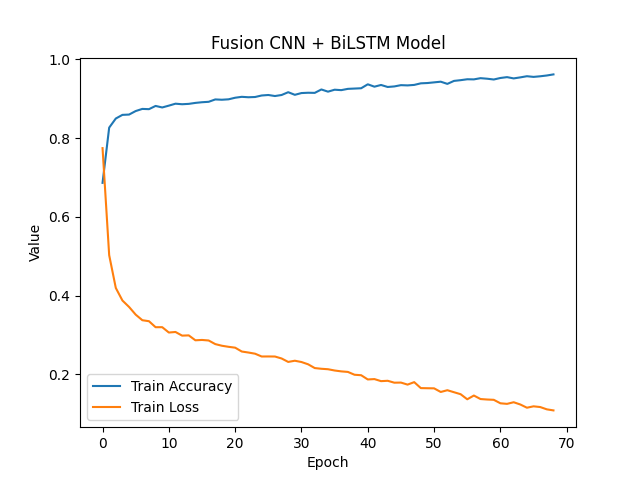 Fusion CNN + BiLSTM Model
1.0
0.8
0.6
0.4
0.2
Value
Train Accuracy
Train Loss
0 10 20 30 40 50 60 70
Epoch